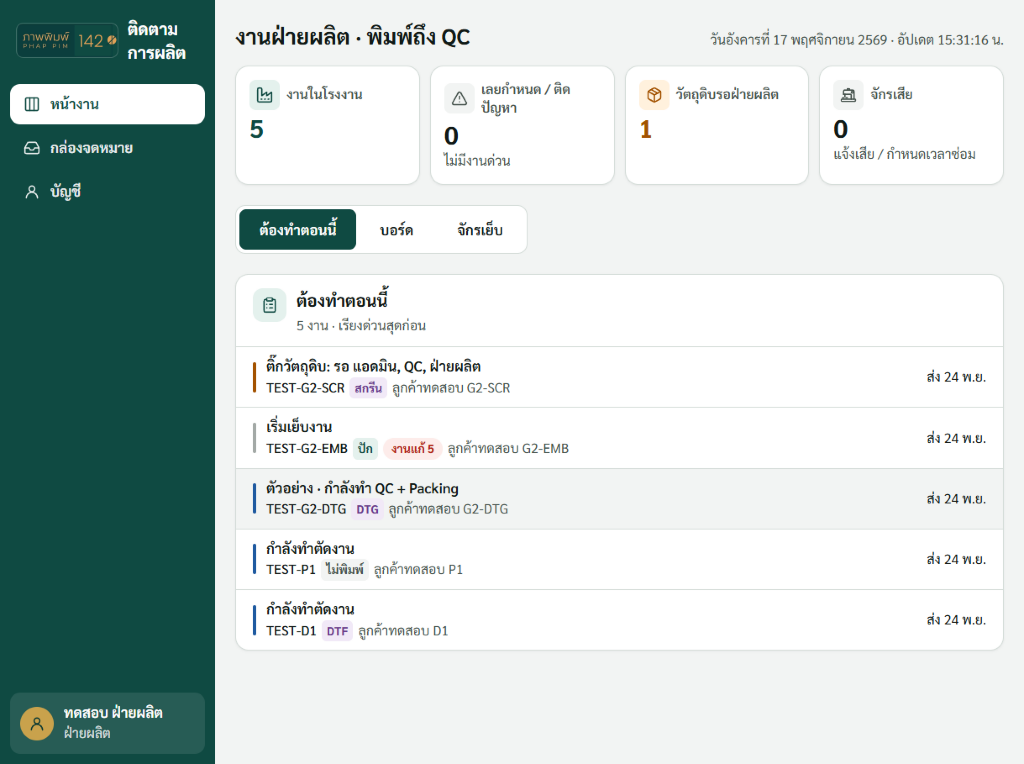 ภาพพิมพ์
PHAP PIM
142
ติดตาม
การผลิต
หน้างาน
กล่องจดหมาย
บัญชี
ทดสอบ ฝ่ายผลิต
ฝ่ายผลิต
งานฝ่ายผลิต · พิมพ์ถึง QC
วันอังคารที่ 17 พฤศจิกายน 2569 · อัปเดต 15:31:16 น.
งานในโรงงาน
5
เลยกำหนด / ติด
ปัญหา
0
ไม่มีงานด่วน
วัตถุดิบรอฝ่ายผลิต
1
จักรเสีย
0
แจ้งเสีย / กำหนดเวลาซ่อม
ต้องทำตอนนี้
บอร์ด
จักรเย็บ
ต้องทำตอนนี้
5 งาน · เรียงด่วนสุดก่อน
ติ๊กวัตถุดิบ: รอ แอดมิน, QC, ฝ่ายผลิต
TEST-G2-SCR สกรีน ลูกค้าทดสอบ G2-SCR
ส่ง 24 พ.ย.
เริ่มเย็บงาน
TEST-G2-EMB ปัก งานแก้ 5 ลูกค้าทดสอบ G2-EMB
ส่ง 24 พ.ย.
ตัวอย่าง · กำลังทำ QC + Packing
TEST-G2-DTG DTG ลูกค้าทดสอบ G2-DTG
ส่ง 24 พ.ย.
กำลังทำตัดงาน
TEST-P1 ไม่พิมพ์ ลูกค้าทดสอบ P1
ส่ง 24 พ.ย.
กำลังทำตัดงาน
TEST-D1 DTF ลูกค้าทดสอบ D1
ส่ง 24 พ.ย.